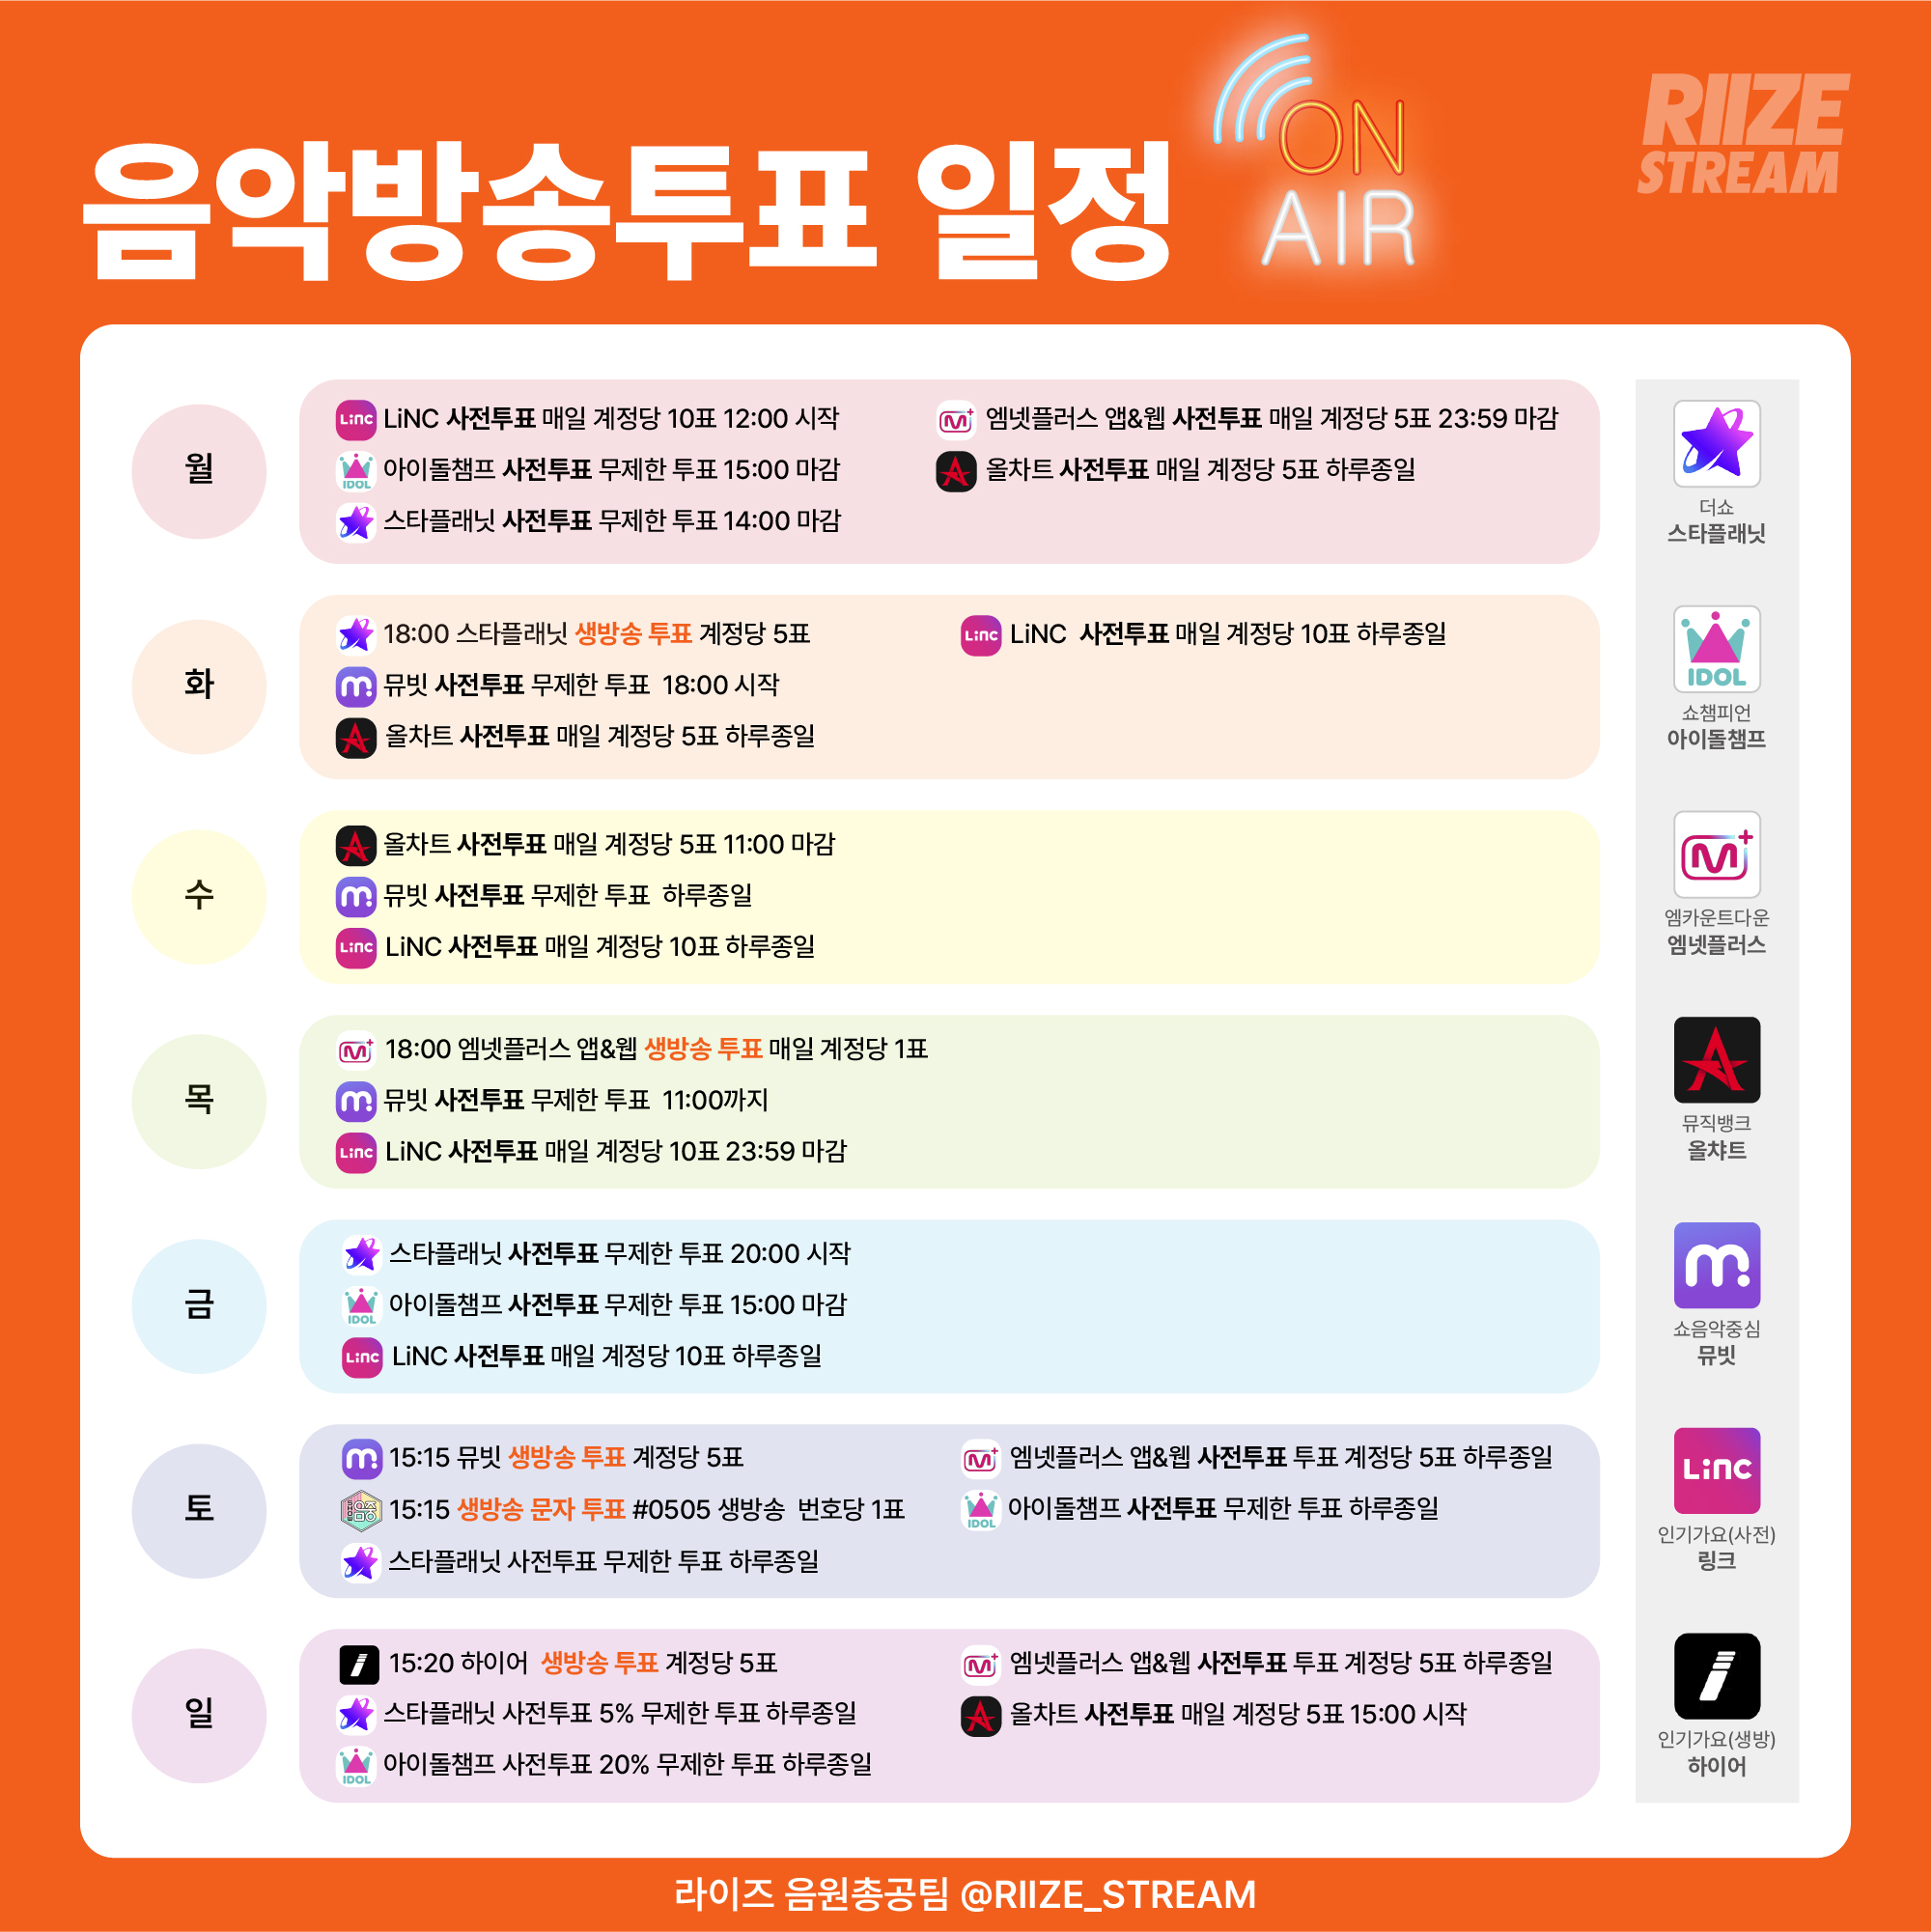 음악방송투표 일정
ON
AIR
RIIZE
STREAM
월
LiNC 사전투표 매일 계정당 10표 12:00 시작
아이돌챔프 사전투표 무제한 투표 15:00 마감
스타플래닛 사전투표 무제한 투표 14:00 마감
엠넷플러스 앱&웹 사전투표 매일 계정당 5표 23:59 마감
올차트 사전투표 매일 계정당 5표 하루종일
화
18:00 스타플래닛 생방송 투표 계정당 5표
뮤빗 사전투표 무제한 투표 18:00 시작
올차트 사전투표 매일 계정당 5표 하루종일
LiNC 사전투표 매일 계정당 10표 하루종일
수
올차트 사전투표 매일 계정당 5표 11:00 마감
뮤빗 사전투표 무제한 투표 하루종일
LiNC 사전투표 매일 계정당 10표 하루종일
목
18:00 엠넷플러스 앱&웹 생방송 투표 매일 계정당 1표
뮤빗 사전투표 무제한 투표 11:00까지
LiNC 사전투표 매일 계정당 10표 23:59 마감
금
스타플래닛 사전투표 무제한 투표 20:00 시작
아이돌챔프 사전투표 무제한 투표 15:00 마감
LiNC 사전투표 매일 계정당 10표 하루종일
토
15:15 뮤빗 생방송 투표 계정당 5표
15:15 생방송 문자 투표 #0505 생방송 번호당 1표
스타플래닛 사전투표 무제한 투표 하루종일
엠넷플러스 앱&웹 사전투표 투표 계정당 5표 하루종일
아이돌챔프 사전투표 무제한 투표 하루종일
일
15:20 하이어 생방송 투표 계정당 5표
스타플래닛 사전투표 5% 무제한 투표 하루종일
아이돌챔프 사전투표 20% 무제한 투표 하루종일
엠넷플러스 앱&웹 사전투표 투표 계정당 5표 하루종일
올차트 사전투표 매일 계정당 5표 15:00 시작
더쇼
스타플래닛
IDOL
쇼챔피언
아이돌챔프
M+
엠카운트다운
엠넷플러스
뮤직뱅크
올챠트
m
쇼음악중심
뮤빗
LiNC
인기가요(사전)
링크
인기가요(생방)
하이어
라이즈 음원총공팀 @RIIZE_STREAM